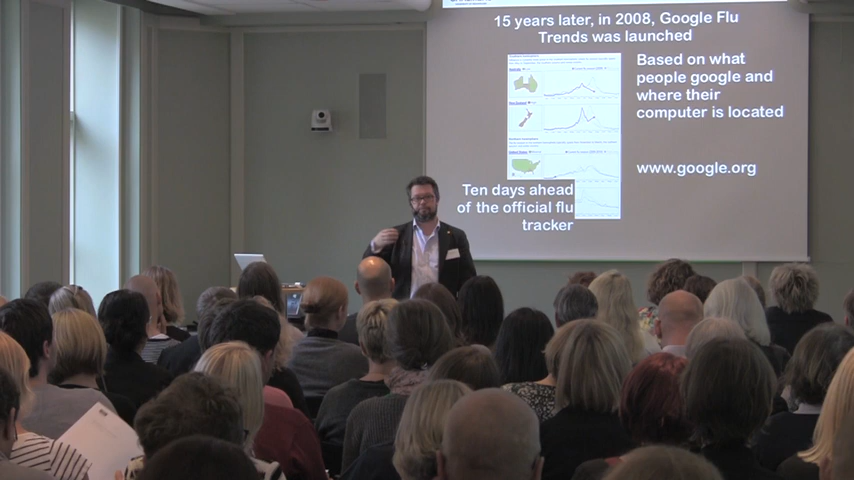 15 years later, in 2008, Google Flu
Trends was launched
Based on what
people google and
where their
computer is located
www.google.org
Ten days ahead
of the official flu
tracker